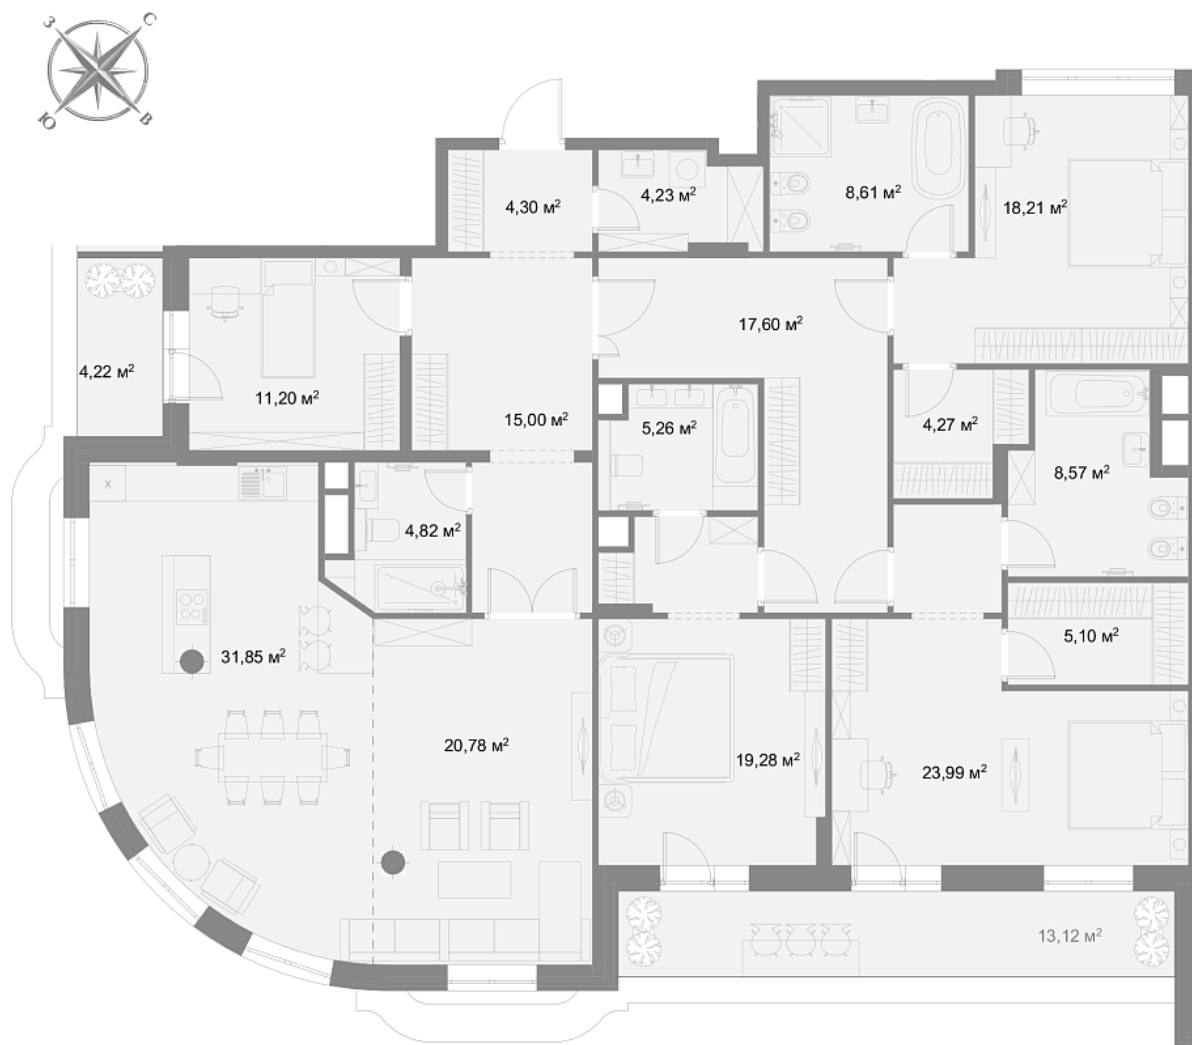 З
С
Ю
В
4,30 м²
4,23 м²
8,61 м²
18,21 м²
17,60 м²
4,22 м²
11,20 м²
15,00 м²
5,26 м²
4,27 м²
8,57 м²
X
4,82 м²
31,85 м²
5,10 м²
20,78 м²
19,28 м²
23,99 м²
13,12 м²